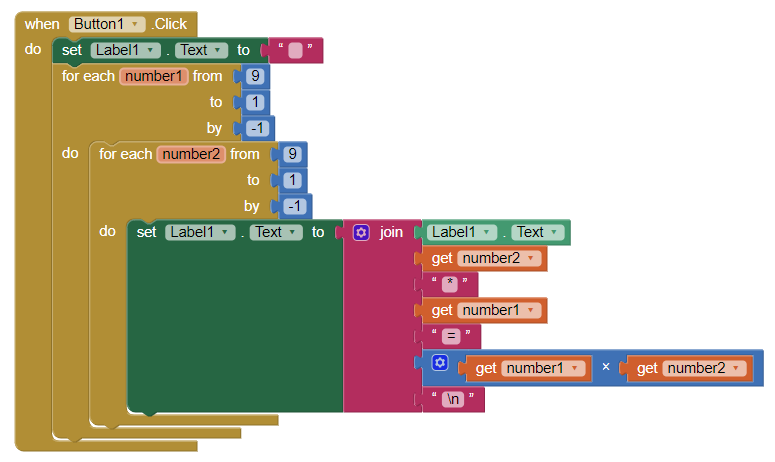 when Button1 .Click
do set Label1 . Text to “ ”
for each number1 from 9
to 1
by -1
do for each number2 from 9
to 1
by -1
do set Label1 . Text to join Label1 . Text
get number2
“ * ”
get number1
“ = ”
get number1 × get number2
“ \n ”